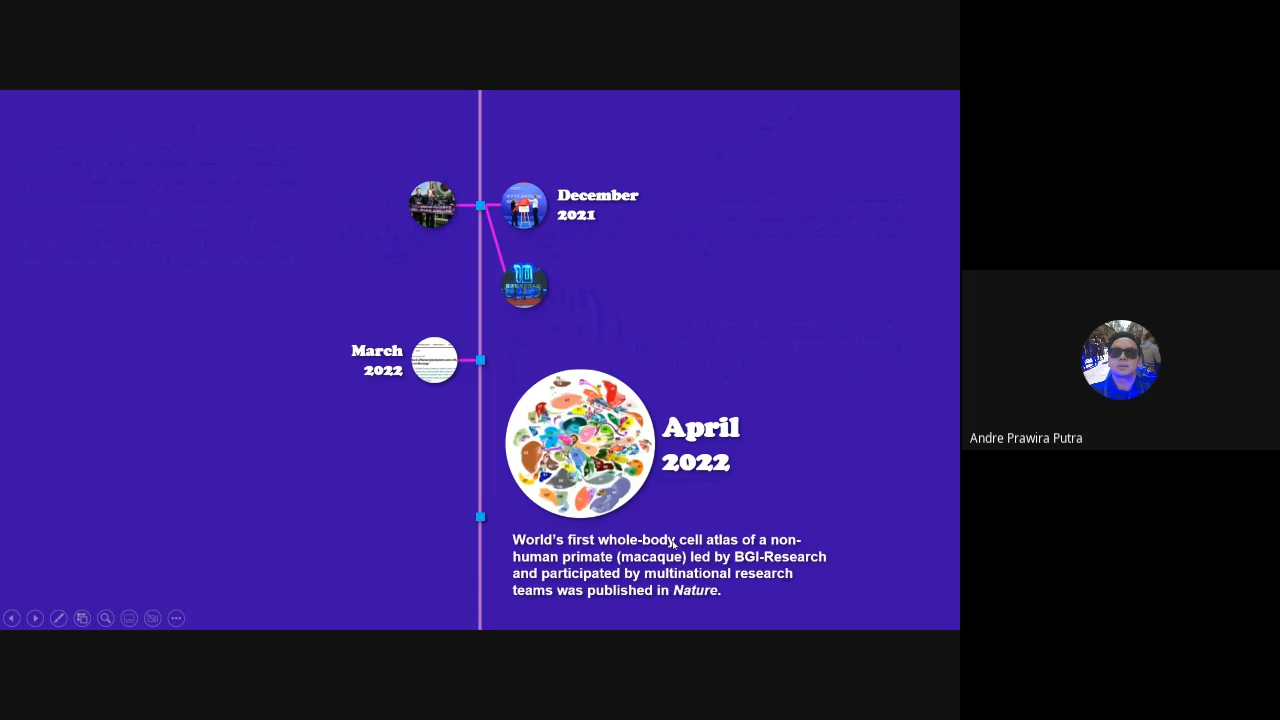 December
2021
March
2022
April
2022
World's first whole-body cell atlas of a non-
human primate (macaque) led by BGI-Research
and participated by multinational research
teams was published in Nature.
Andre Prawira Putra